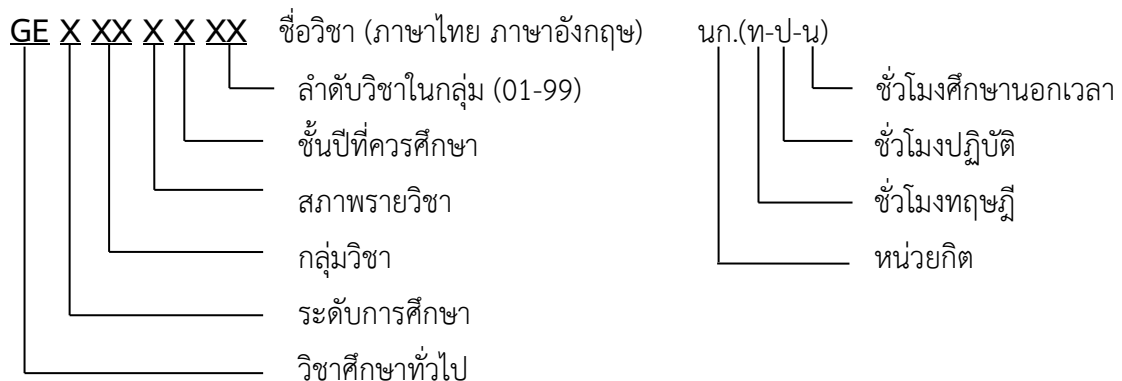 GE X XX X X XX ชื่อวิชา (ภาษาไทย ภาษาอังกฤษ) นก.(ท-ป-น)
ลำดับวิชาในกลุ่ม (01-99) ชั่วโมงศึกษานอกเวลา
ชั้นปีที่ควรศึกษา ชั่วโมงปฏิบัติ
สภาพรายวิชา ชั่วโมงทฤษฎี
กลุ่มวิชา หน่วยกิต
ระดับการศึกษา
วิชาศึกษาทั่วไป